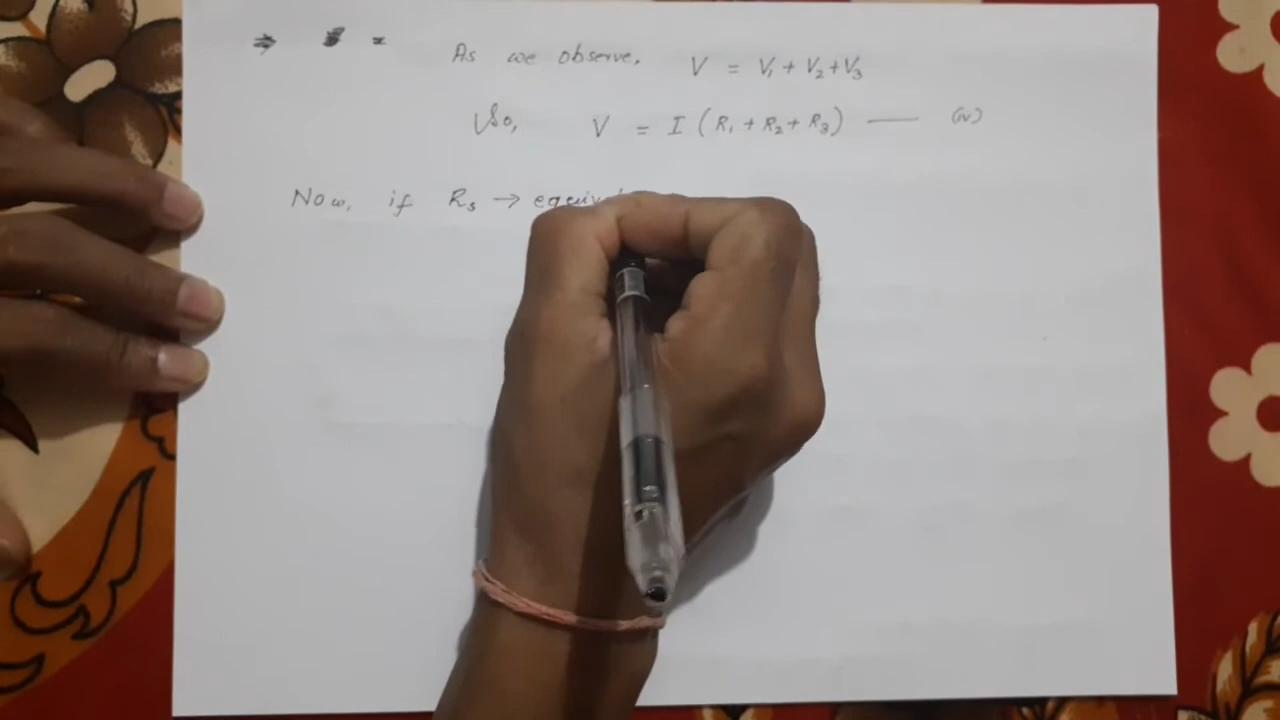 ⇒ =
As we observe, V = V₁ + V₂ + V₃
So, V = I (R₁ + R₂ + R₃) —— (iv)
Now, if Rₛ →